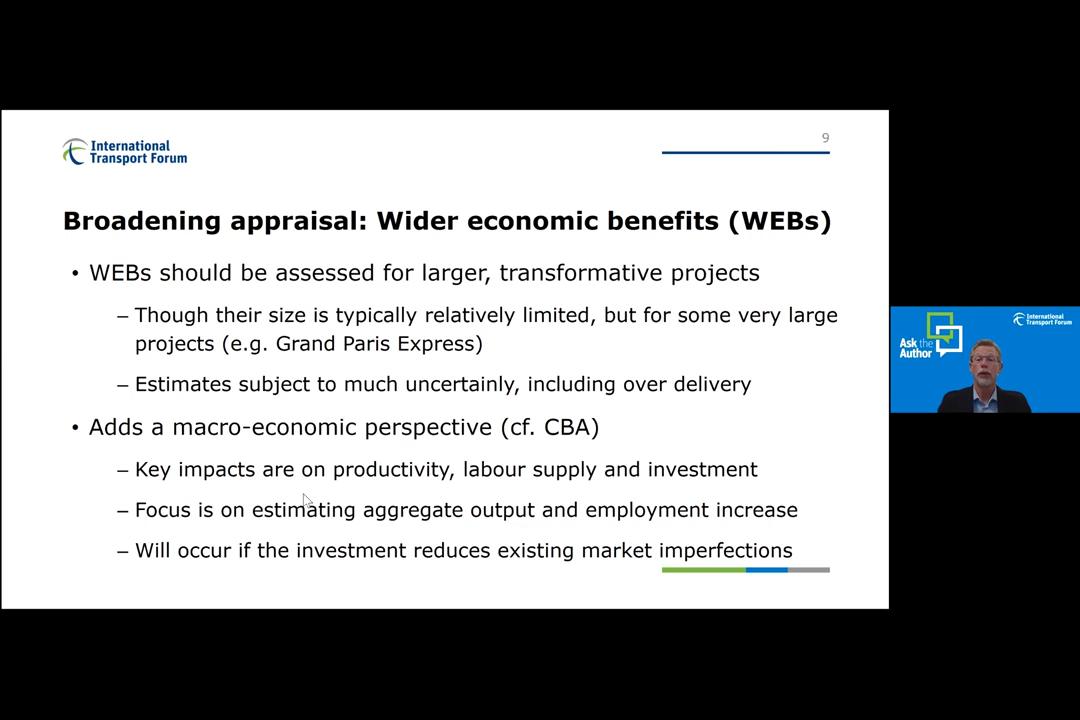 International
Transport Forum
9
Broadening appraisal: Wider economic benefits (WEBs)
• WEBs should be assessed for larger, transformative projects
– Though their size is typically relatively limited, but for some very large
projects (e.g. Grand Paris Express)
– Estimates subject to much uncertainly, including over delivery
• Adds a macro-economic perspective (cf. CBA)
– Key impacts are on productivity, labour supply and investment
– Focus is on estimating aggregate output and employment increase
– Will occur if the investment reduces existing market imperfections
Ask the
Author
International
Transport Forum